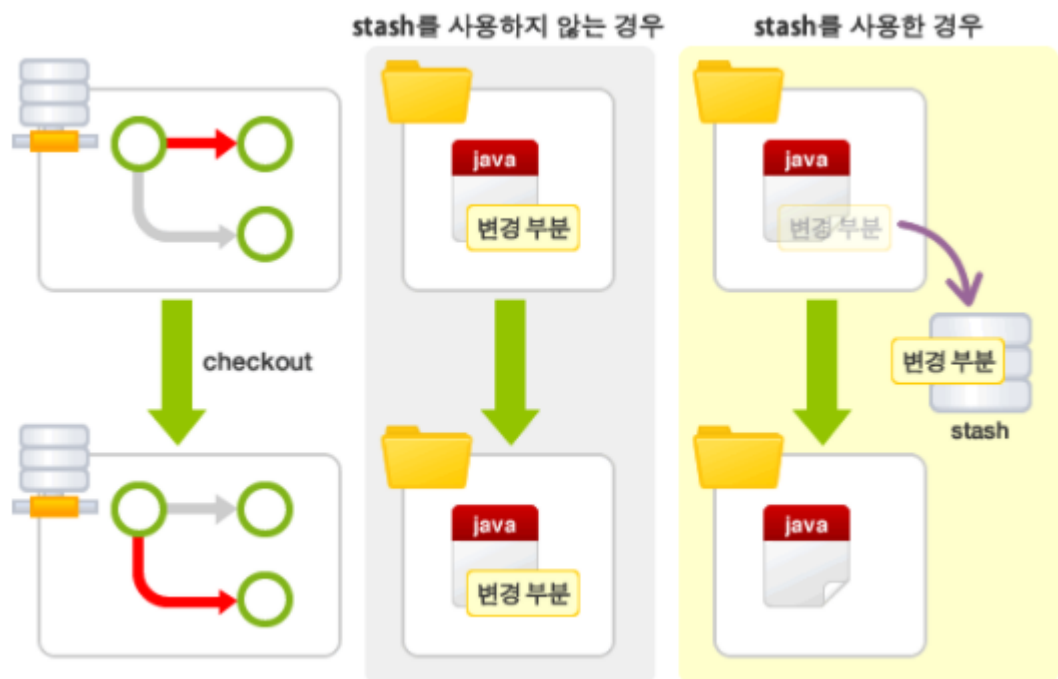 stash를 사용하지 않는 경우
stash를 사용한 경우
java
변경 부분
java
변경 부분
checkout
변경 부분
stash
java
변경 부분
java